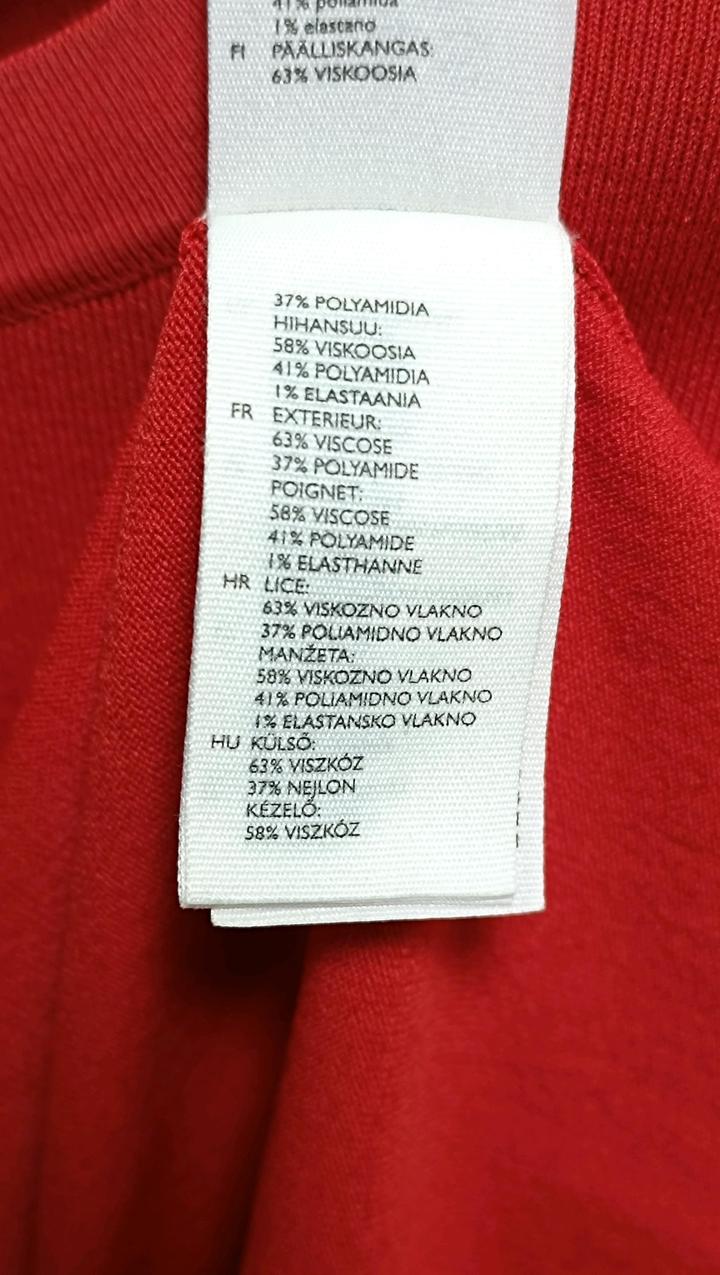 41% poliamida
1% elastano
FI PÄÄLLISKANGAS:
63% VISKOOSIA
37% POLYAMIDIA
HIHANSUU:
58% VISKOOSIA
41% POLYAMIDIA
1% ELASTAANIA
FR EXTERIEUR:
63% VISCOSE
37% POLYAMIDE
POIGNET:
58% VISCOSE
41% POLYAMIDE
1% ELASTHANNE
HR LICE:
63% VISKOZNO VLAKNO
37% POLIAMIDNO VLAKNO
MANŽETA:
58% VISKOZNO VLAKNO
41% POLIAMIDNO VLAKNO
1% ELASTANSKO VLAKNO
HU KÜLSŐ:
63% VISZKÓZ
37% NEJLON
KÉZELŐ:
58% VISZKÓZ